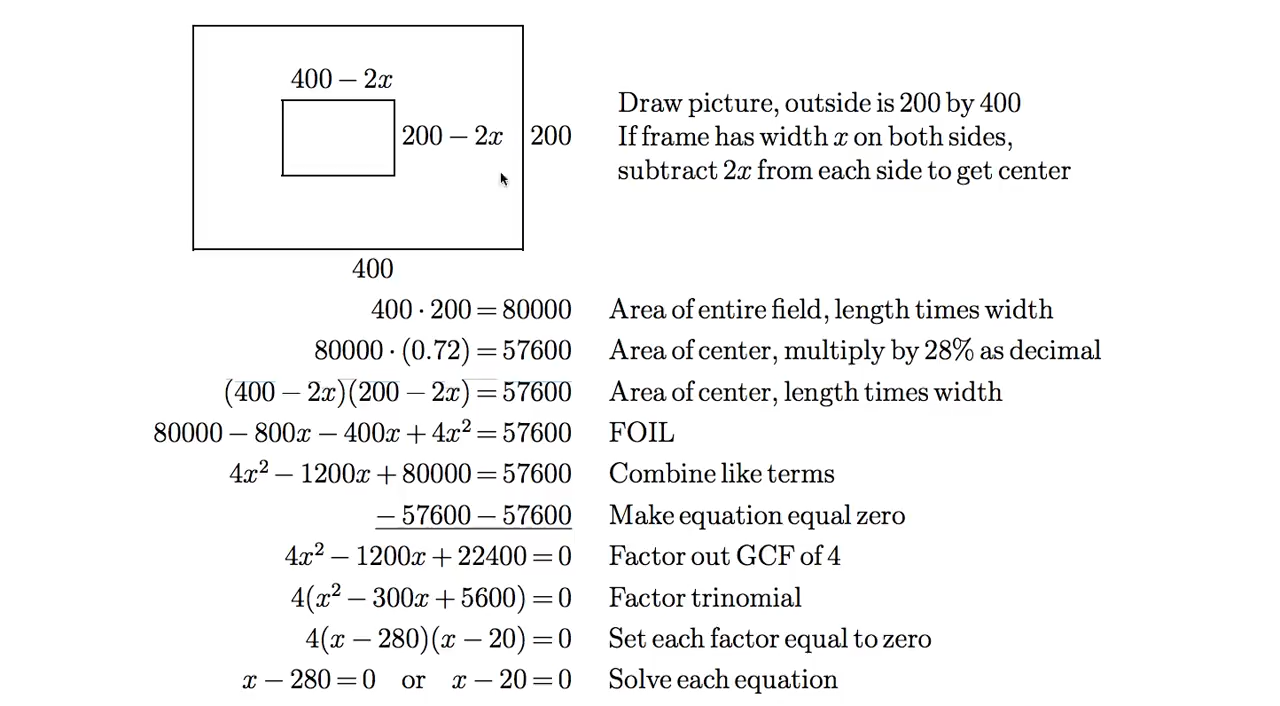 400 − 2x
200 − 2x
200
400
Draw picture, outside is 200 by 400
If frame has width x on both sides,
subtract 2x from each side to get center
400 · 200 = 80000 Area of entire field, length times width
80000 · (0.72) = 57600 Area of center, multiply by 28% as decimal
(400 − 2x)(200 − 2x) = 57600 Area of center, length times width
80000 − 800x − 400x + 4x² = 57600 FOIL
4x² − 1200x + 80000 = 57600 Combine like terms
− 57600 − 57600 Make equation equal zero
4x² − 1200x + 22400 = 0 Factor out GCF of 4
4(x² − 300x + 5600) = 0 Factor trinomial
4(x − 280)(x − 20) = 0 Set each factor equal to zero
x − 280 = 0 or x − 20 = 0 Solve each equation